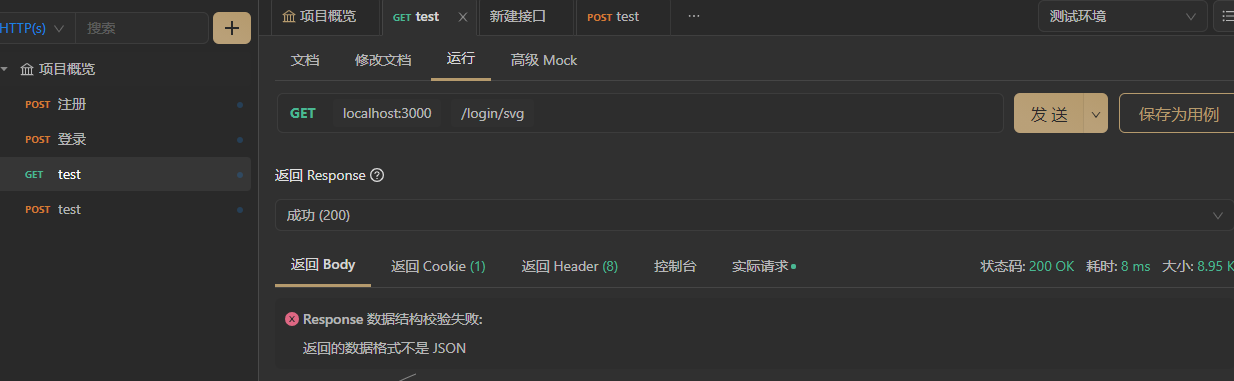 HTTP(s) 搜索
项目概览
POST 注册
POST 登录
GET test
POST test
项目概览 GET test 新建接口 POST test ··· 测试环境
文档 修改文档 运行 高级 Mock
GET localhost:3000 /login/svg 发 送 保存为用例
返回 Response
成功 (200)
返回 Body 返回 Cookie (1) 返回 Header (8) 控制台 实际请求 状态码: 200 OK 耗时: 8 ms 大小: 8.95 K
Response 数据结构校验失败:
返回的数据格式不是 JSON